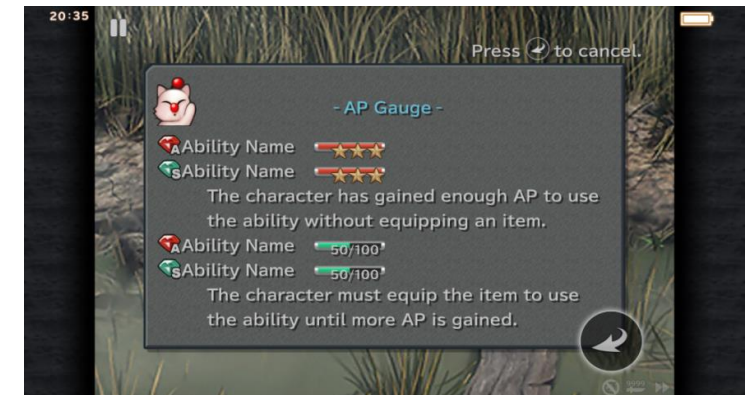 20:35
Press to cancel.
- AP Gauge -
A Ability Name
S Ability Name
The character has gained enough AP to use
the ability without equipping an item.
A Ability Name 50/100
S Ability Name 50/100
The character must equip the item to use
the ability until more AP is gained.
9999